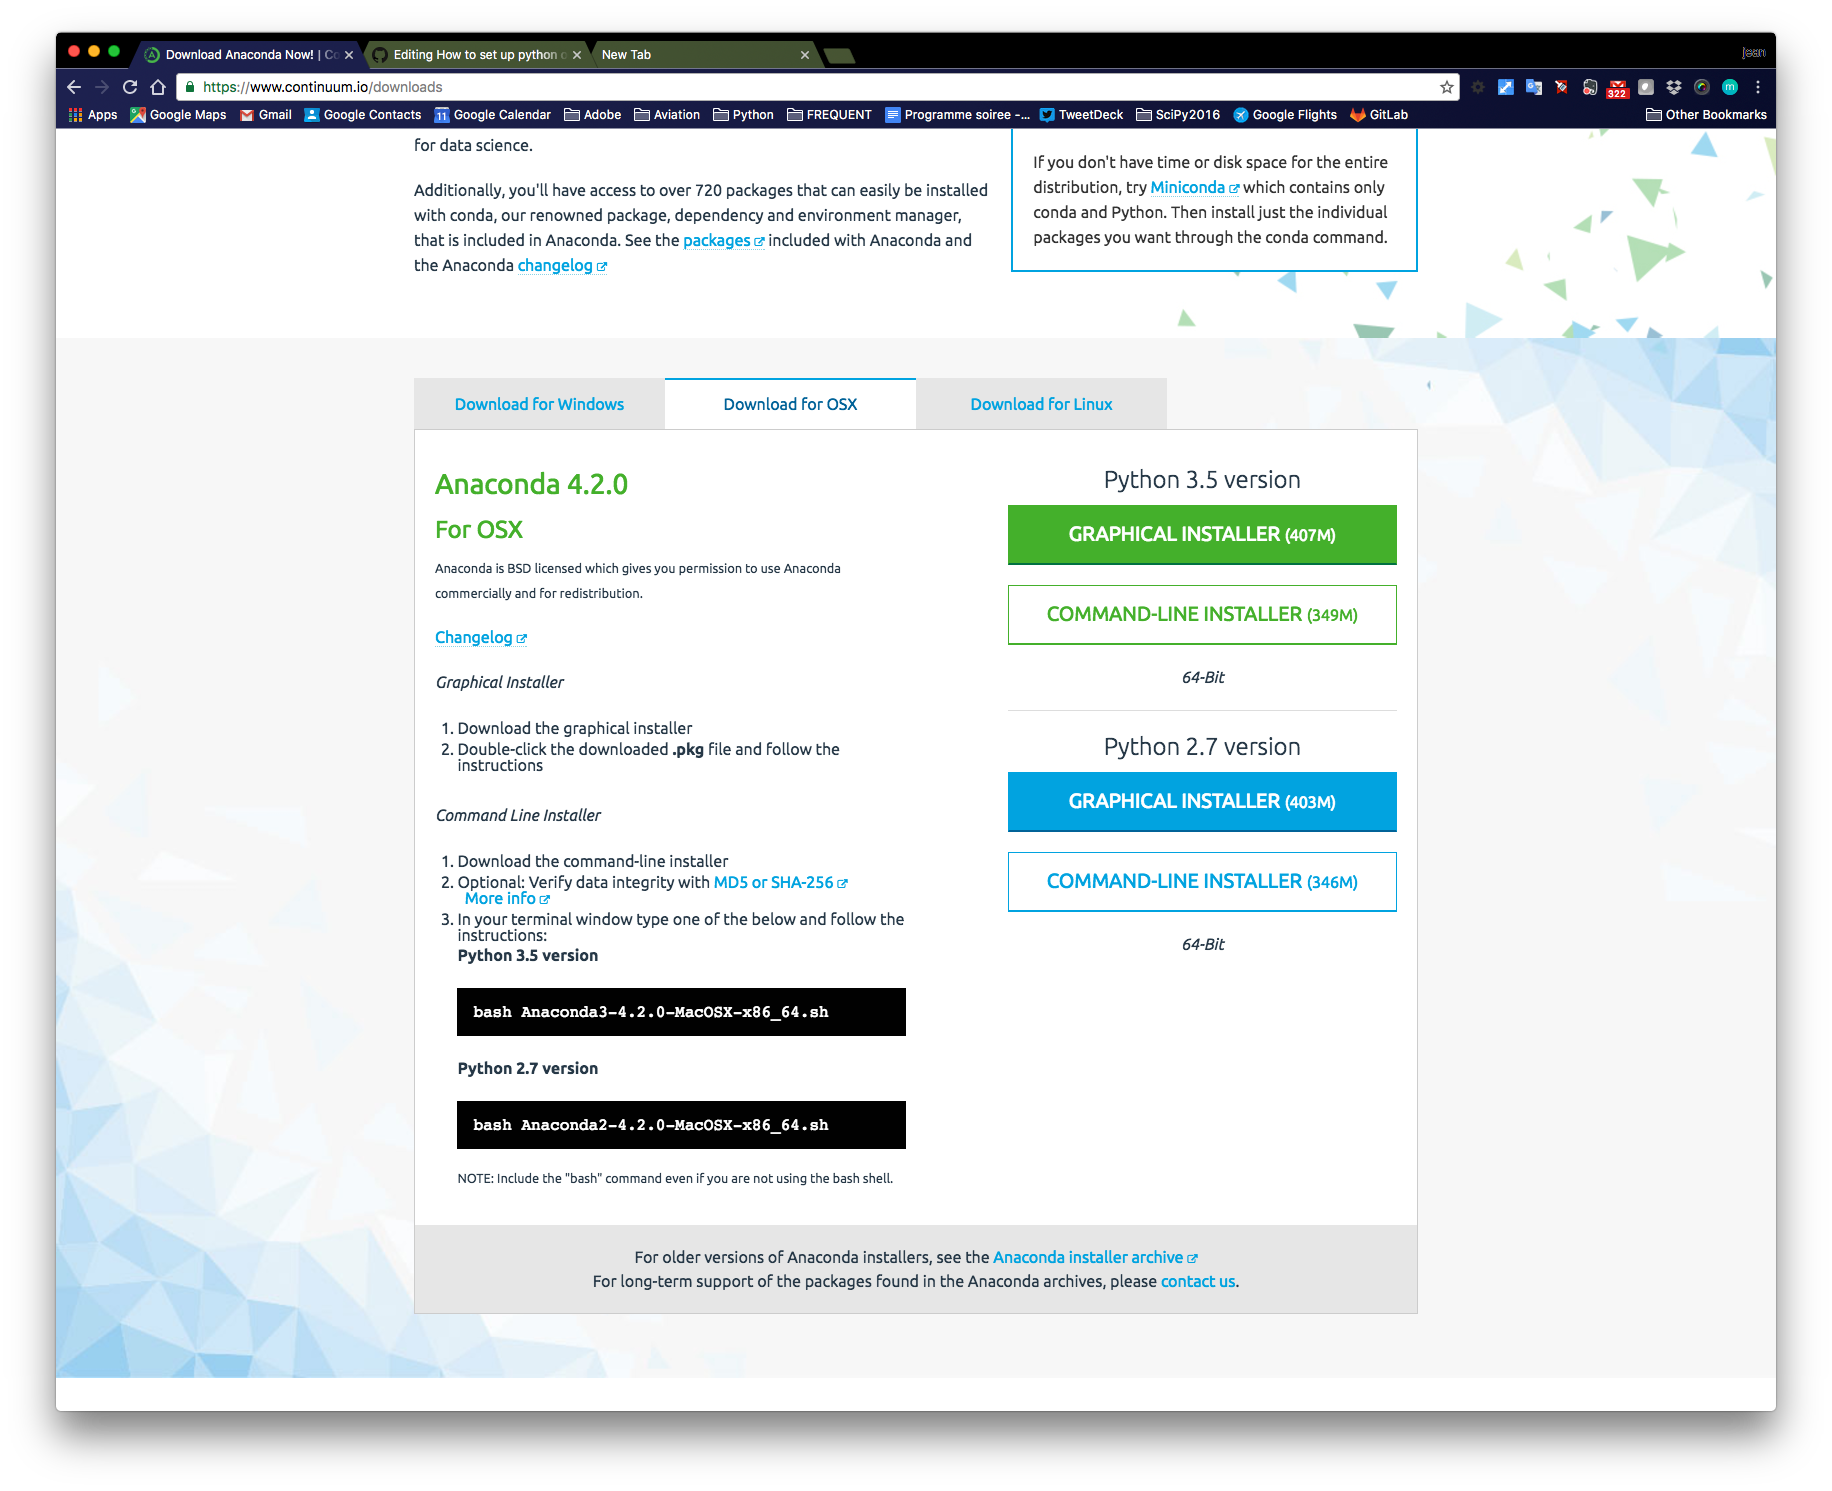 Download Anaconda Now! | Co
Editing How to set up python o
New Tab
jean
https://www.continuum.io/downloads
322
Apps
Google Maps
Gmail
Google Contacts
11
Google Calendar
Adobe
Aviation
Python
FREQUENT
Programme soiree -...
TweetDeck
SciPy2016
Google Flights
GitLab
Other Bookmarks
for data science.
Additionally, you'll have access to over 720 packages that can easily be installed
with conda, our renowned package, dependency and environment manager,
that is included in Anaconda. See the packages included with Anaconda and
the Anaconda changelog
If you don't have time or disk space for the entire
distribution, try Miniconda which contains only
conda and Python. Then install just the individual
packages you want through the conda command.
Download for Windows
Download for OSX
Download for Linux
Anaconda 4.2.0
For OSX
Anaconda is BSD licensed which gives you permission to use Anaconda
commercially and for redistribution.
Changelog
Graphical Installer
1. Download the graphical installer
2. Double-click the downloaded .pkg file and follow the
instructions
Command Line Installer
1. Download the command-line installer
2. Optional: Verify data integrity with MD5 or SHA-256
More info
3. In your terminal window type one of the below and follow the
instructions:
Python 3.5 version
bash Anaconda3-4.2.0-MacOSX-x86_64.sh
Python 2.7 version
bash Anaconda2-4.2.0-MacOSX-x86_64.sh
NOTE: Include the "bash" command even if you are not using the bash shell.
Python 3.5 version
GRAPHICAL INSTALLER (407M)
COMMAND-LINE INSTALLER (349M)
64-Bit
Python 2.7 version
GRAPHICAL INSTALLER (403M)
COMMAND-LINE INSTALLER (346M)
64-Bit
For older versions of Anaconda installers, see the Anaconda installer archive
For long-term support of the packages found in the Anaconda archives, please contact us.